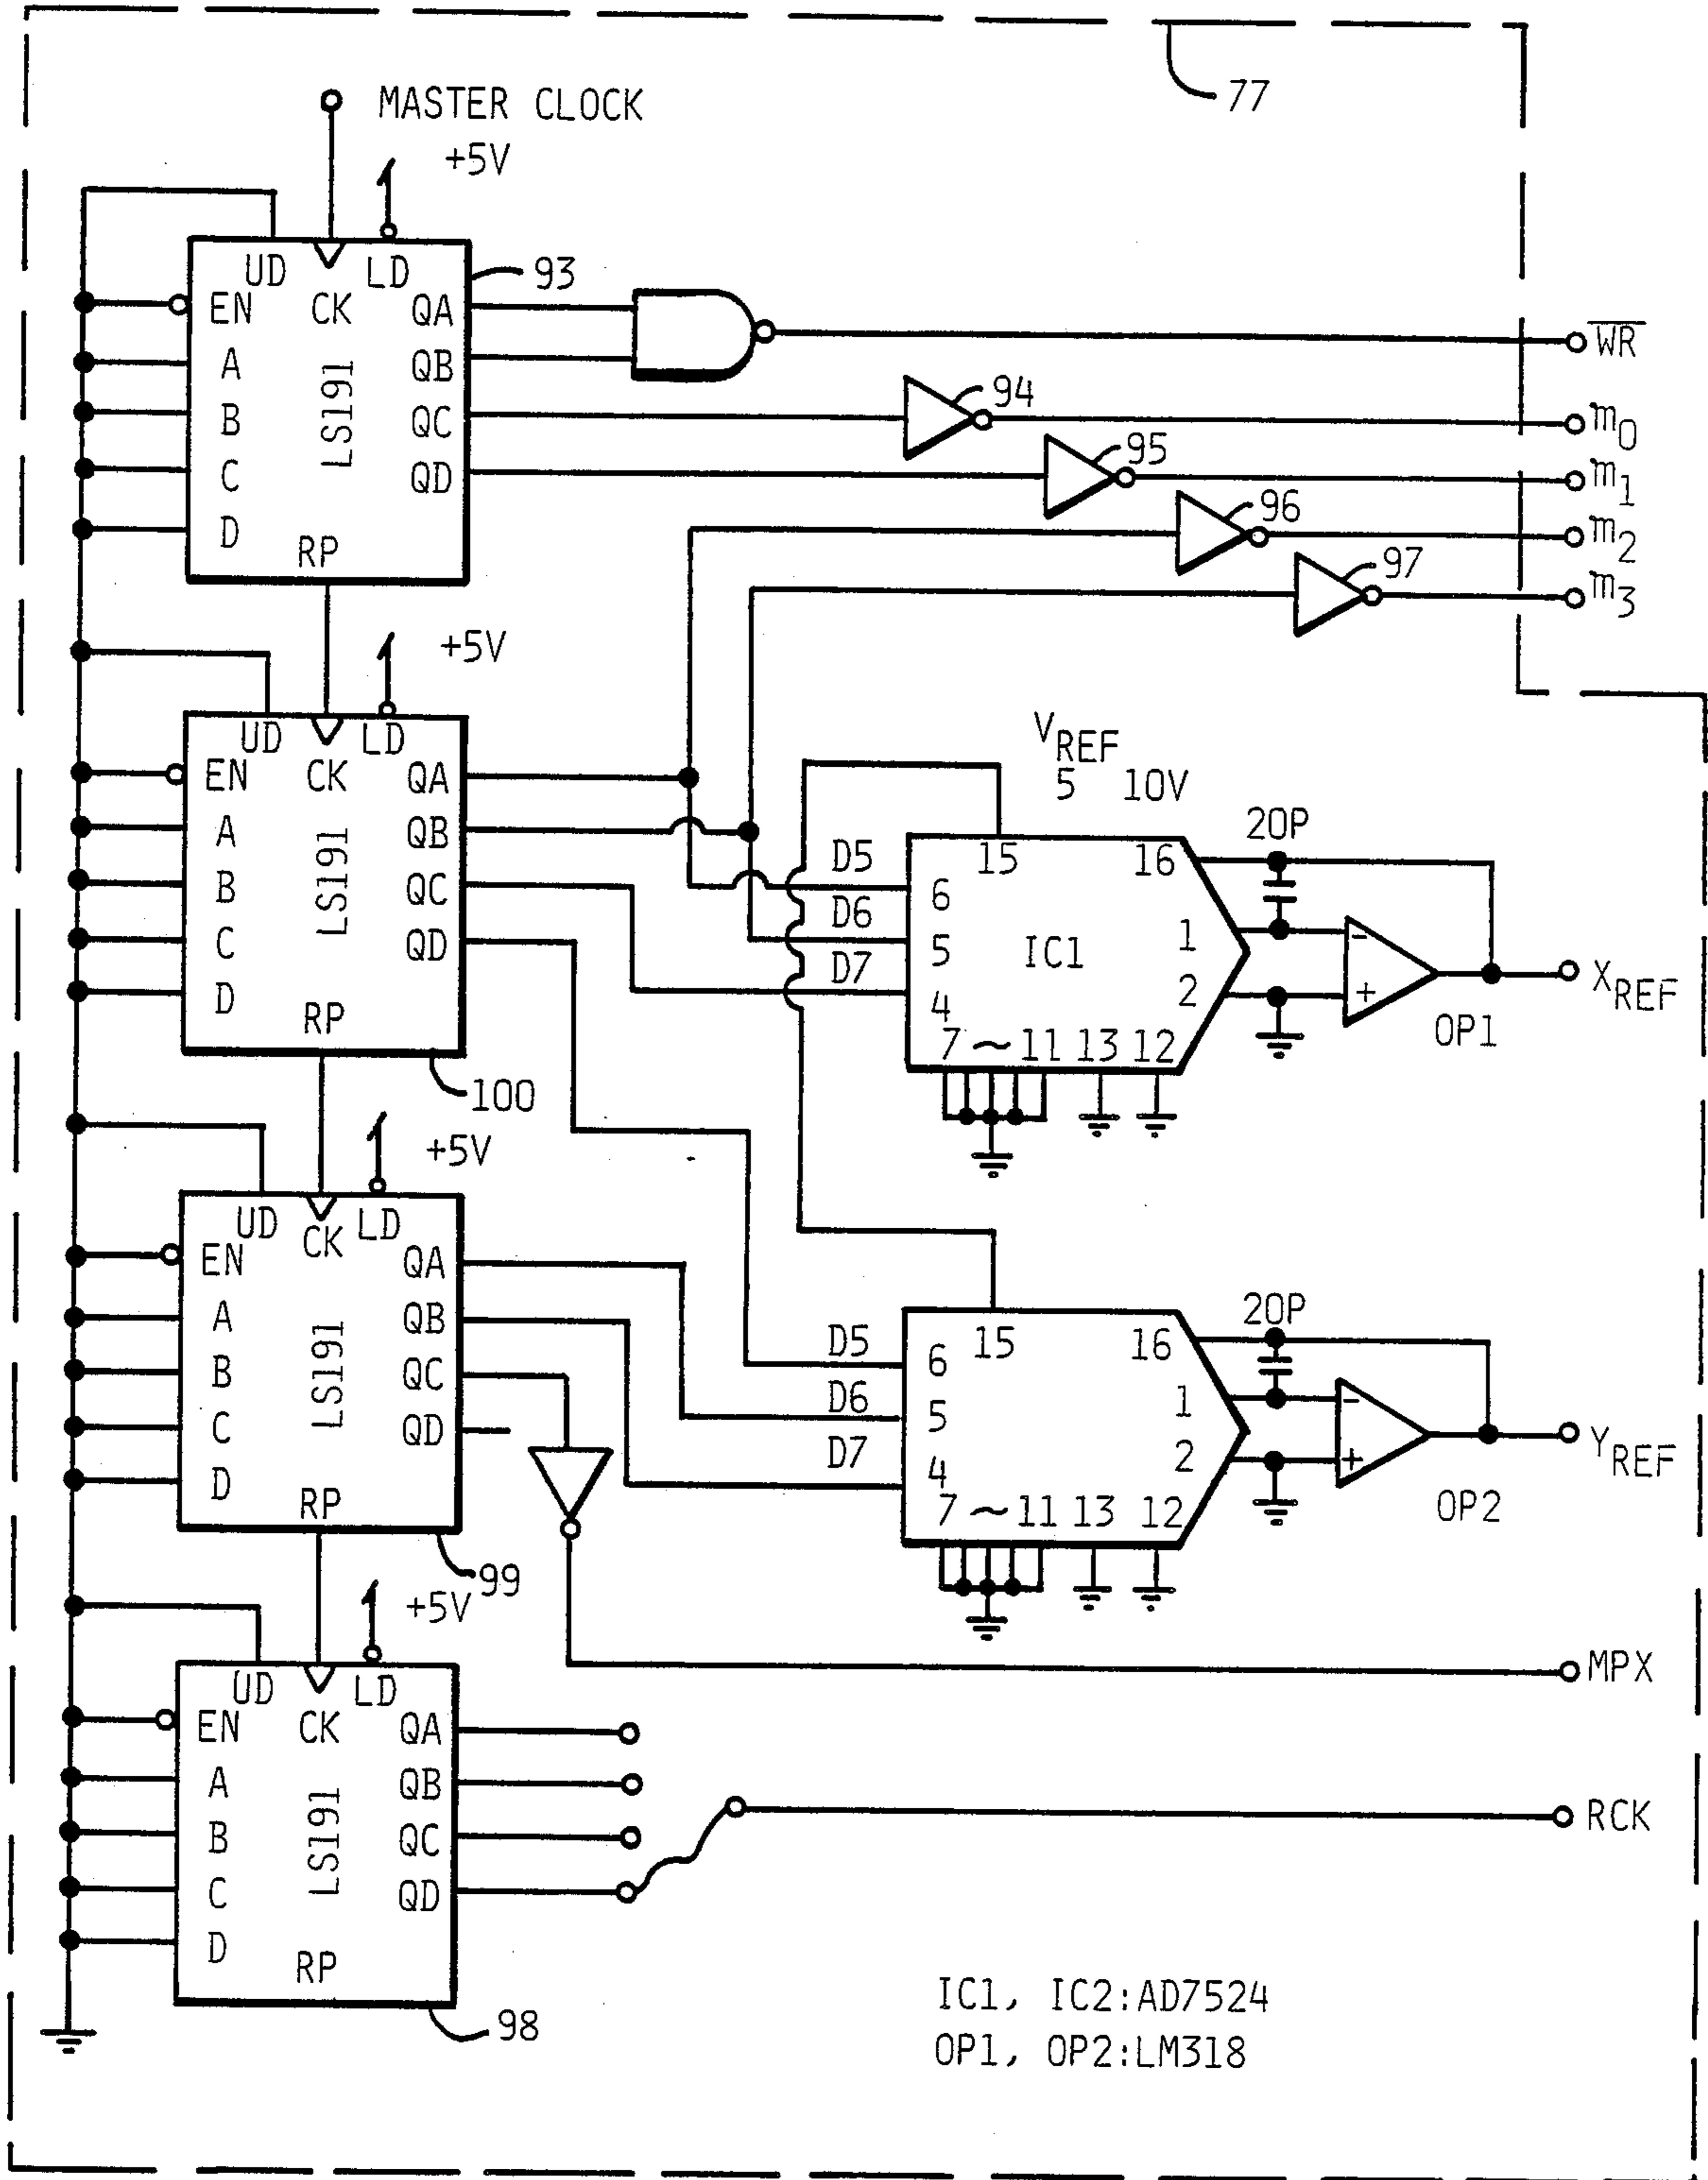 77
MASTER CLOCK
+5V
UD LD
93
EN CK QA
A QB
B QC
C QD
D
LS191
RP
WR
94
m0
95
m1
96
m2
97
m3
+5V
UD LD
EN CK QA
A QB
B QC
C QD
D
LS191
RP
100
VREF
5 10V
D5
D6
D7
15 16
6
5
4
IC1
1
2
7 ~ 11 13 12
20P
-
+
OP1
XREF
+5V
UD LD
EN CK QA
A QB
B QC
C QD
D
LS191
RP
99
D5
D6
D7
15 16
6
5
4
1
2
7 ~ 11 13 12
20P
-
+
OP2
YREF
MPX
+5V
UD LD
EN CK QA
A QB
B QC
C QD
D
LS191
RP
98
RCK
IC1, IC2:AD7524
OP1, OP2:LM318